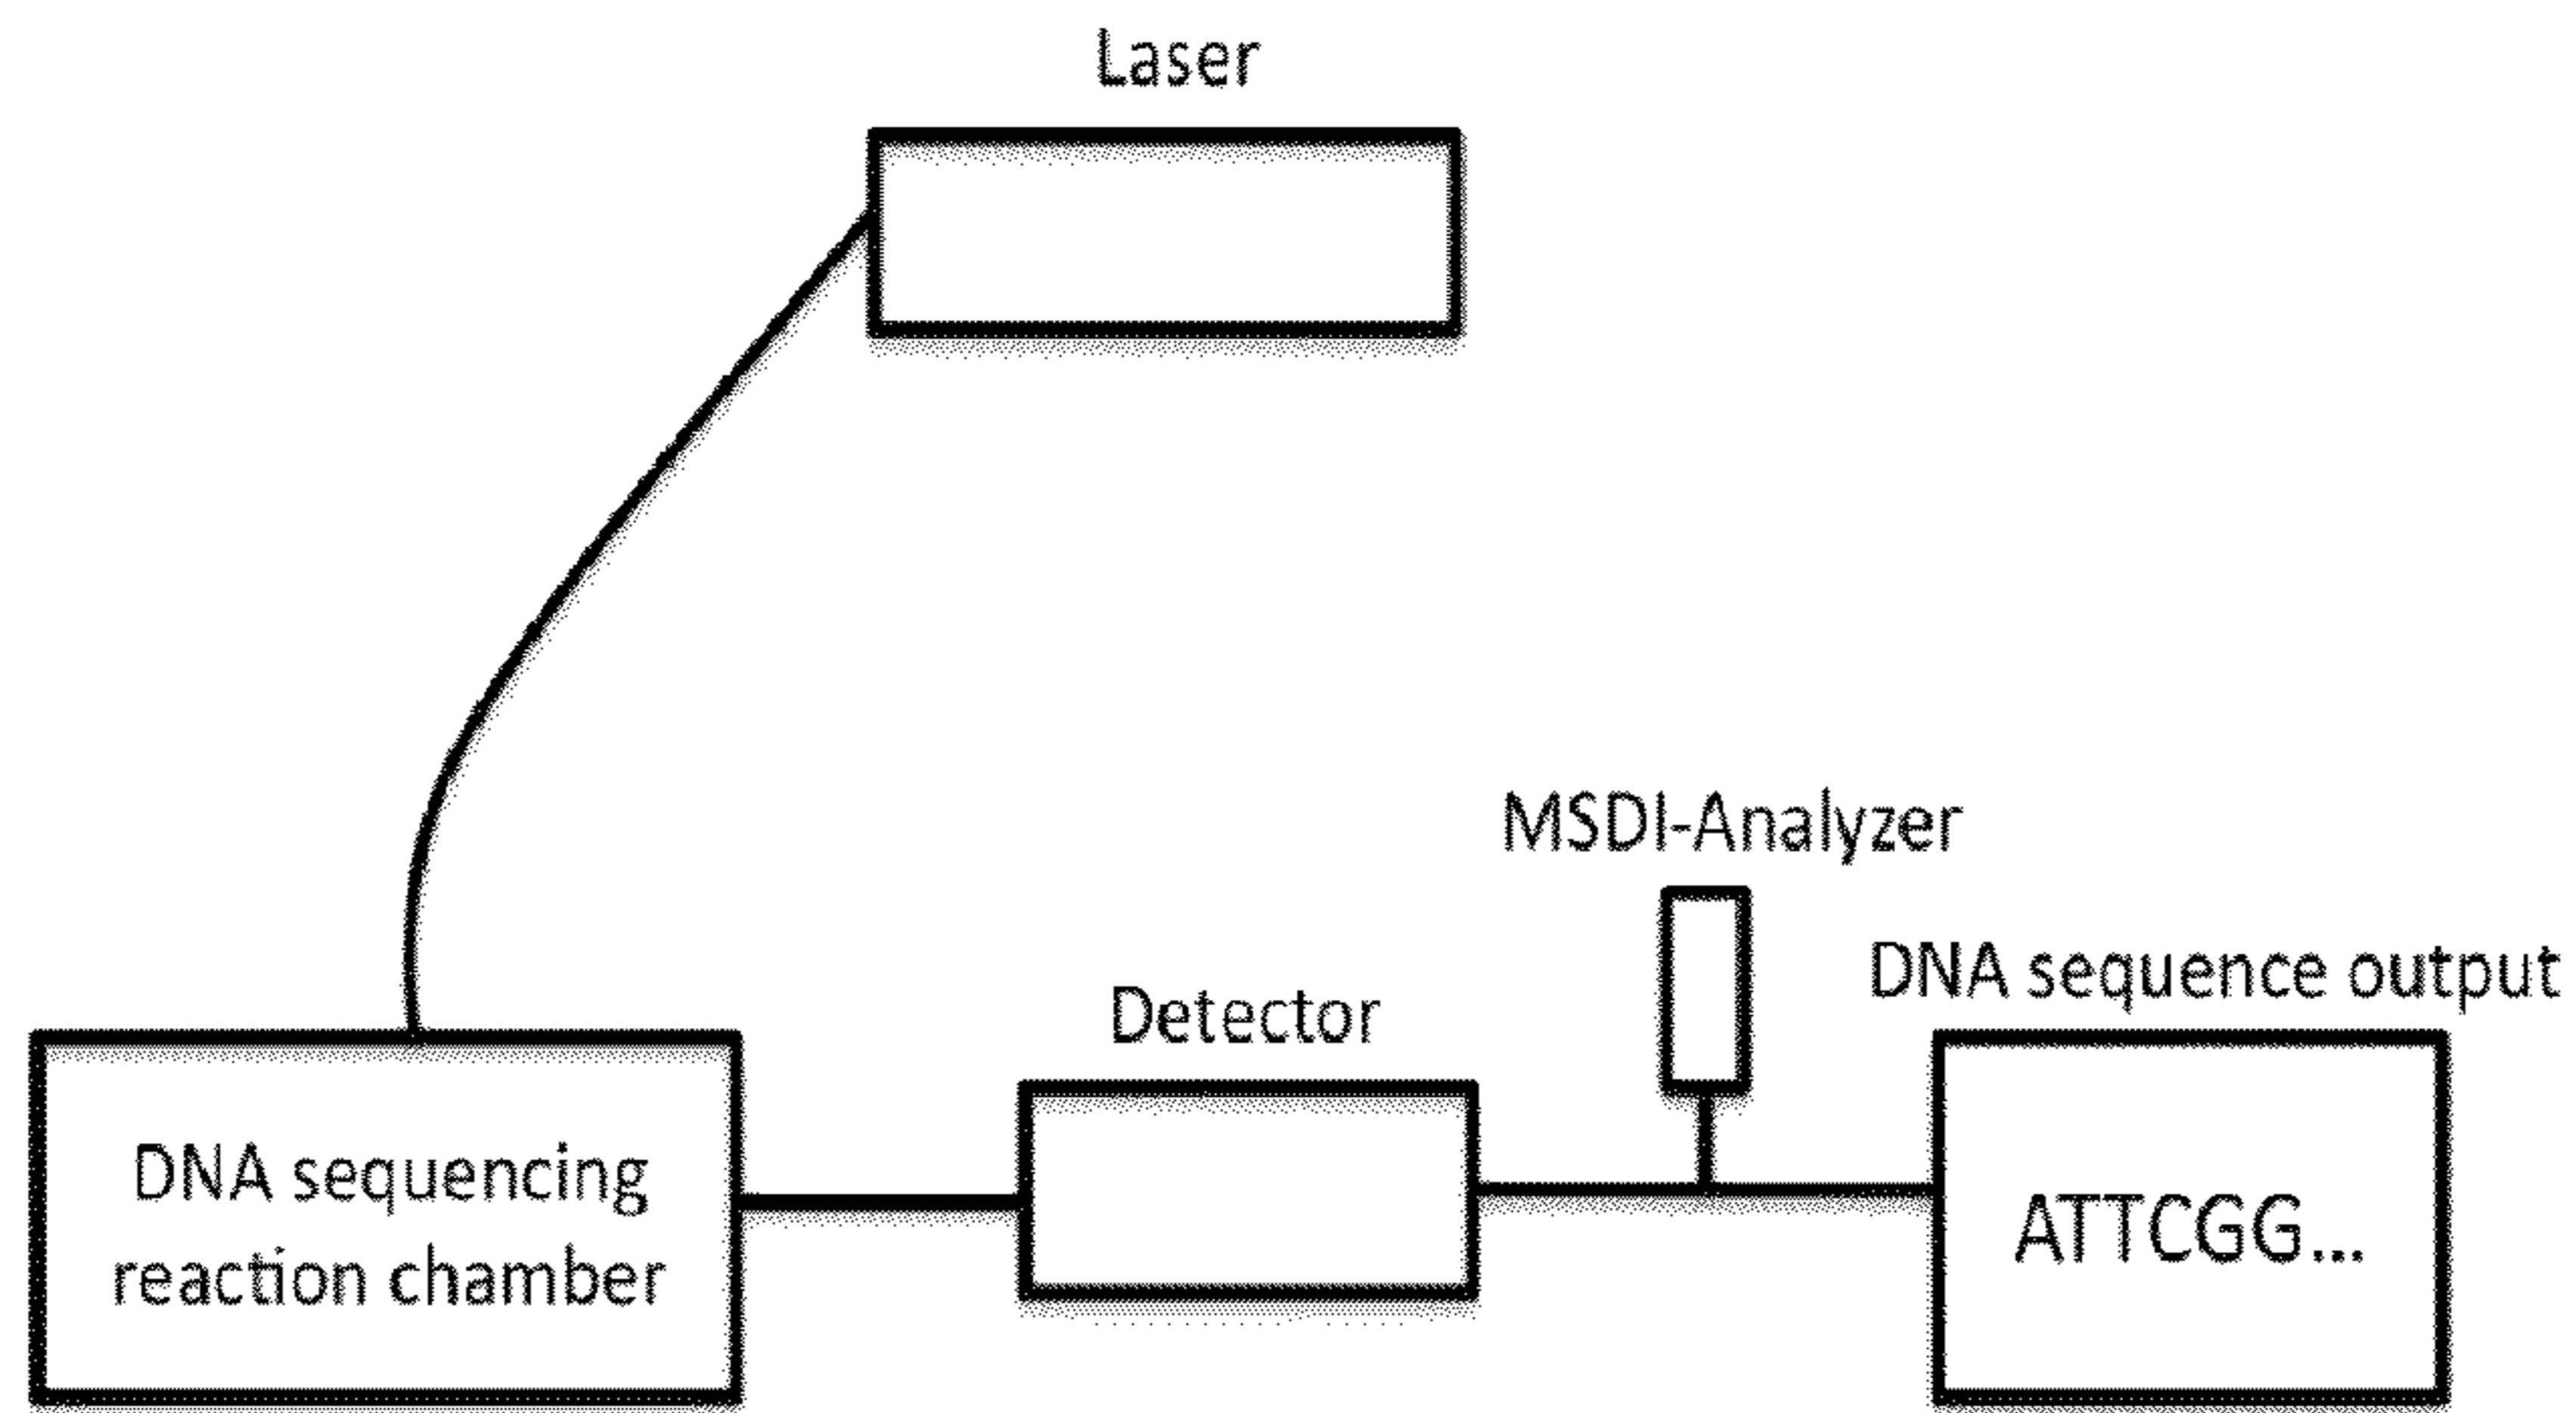 Laser
MSDI-Analyzer
DNA sequence output
Detector
DNA sequencing
reaction chamber
ATTCGG...